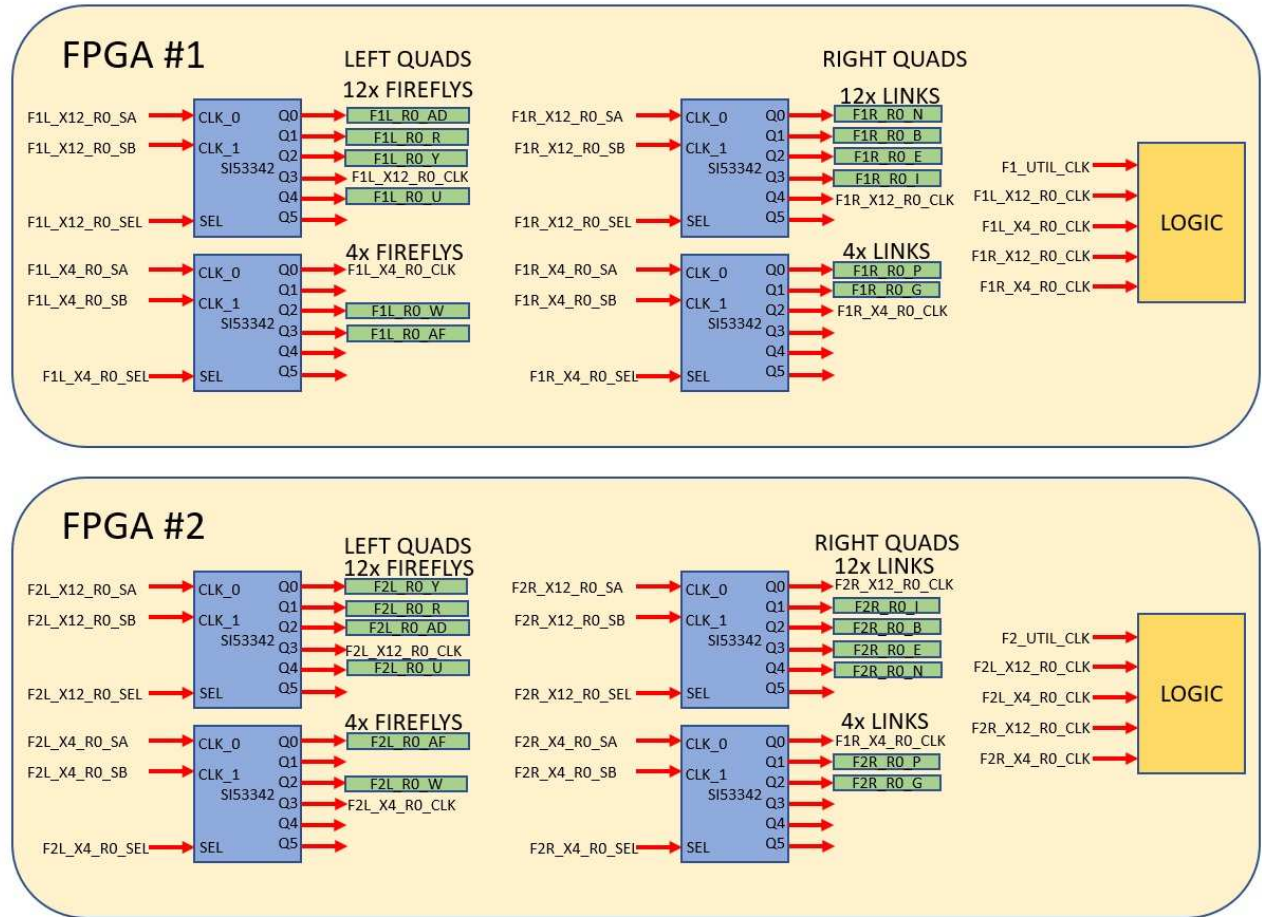 FPGA #1
LEFT QUADS
12x FIREFLYS
F1L_X12_R0_SA
F1L_X12_R0_SB
F1L_X12_R0_SEL
CLK_0
CLK_1
SI53342
SEL
Q0
Q1
Q2
Q3
Q4
Q5
F1L_R0_AD
F1L_R0_R
F1L_R0_Y
F1L_X12_R0_CLK
F1L_R0_U
4x FIREFLYS
F1L_X4_R0_SA
F1L_X4_R0_SB
F1L_X4_R0_SEL
CLK_0
CLK_1
SI53342
SEL
Q0
Q1
Q2
Q3
Q4
Q5
F1L_X4_R0_CLK
F1L_R0_W
F1L_R0_AF
RIGHT QUADS
12x LINKS
F1R_X12_R0_SA
F1R_X12_R0_SB
F1R_X12_R0_SEL
CLK_0
CLK_1
SI53342
SEL
Q0
Q1
Q2
Q3
Q4
Q5
F1R_R0_N
F1R_R0_B
F1R_R0_E
F1R_R0_I
F1R_X12_R0_CLK
4x LINKS
F1R_X4_R0_SA
F1R_X4_R0_SB
F1R_X4_R0_SEL
CLK_0
CLK_1
SI53342
SEL
Q0
Q1
Q2
Q3
Q4
Q5
F1R_R0_P
F1R_R0_G
F1R_X4_R0_CLK
F1_UTIL_CLK
F1L_X12_R0_CLK
F1L_X4_R0_CLK
F1R_X12_R0_CLK
F1R_X4_R0_CLK
LOGIC
FPGA #2
LEFT QUADS
12x FIREFLYS
F2L_X12_R0_SA
F2L_X12_R0_SB
F2L_X12_R0_SEL
CLK_0
CLK_1
SI53342
SEL
Q0
Q1
Q2
Q3
Q4
Q5
F2L_R0_Y
F2L_R0_R
F2L_R0_AD
F2L_X12_R0_CLK
F2L_R0_U
4x FIREFLYS
F2L_X4_R0_SA
F2L_X4_R0_SB
F2L_X4_R0_SEL
CLK_0
CLK_1
SI53342
SEL
Q0
Q1
Q2
Q3
Q4
Q5
F2L_R0_AF
F2L_R0_W
F2L_X4_R0_CLK
RIGHT QUADS
12x LINKS
F2R_X12_R0_SA
F2R_X12_R0_SB
F2R_X12_R0_SEL
CLK_0
CLK_1
SI53342
SEL
Q0
Q1
Q2
Q3
Q4
Q5
F2R_X12_R0_CLK
F2R_R0_I
F2R_R0_B
F2R_R0_E
F2R_R0_N
4x LINKS
F2R_X4_R0_SA
F2R_X4_R0_SB
F2R_X4_R0_SEL
CLK_0
CLK_1
SI53342
SEL
Q0
Q1
Q2
Q3
Q4
Q5
F1R_X4_R0_CLK
F2R_R0_P
F2R_R0_G
F2_UTIL_CLK
F2L_X12_R0_CLK
F2L_X4_R0_CLK
F2R_X12_R0_CLK
F2R_X4_R0_CLK
LOGIC